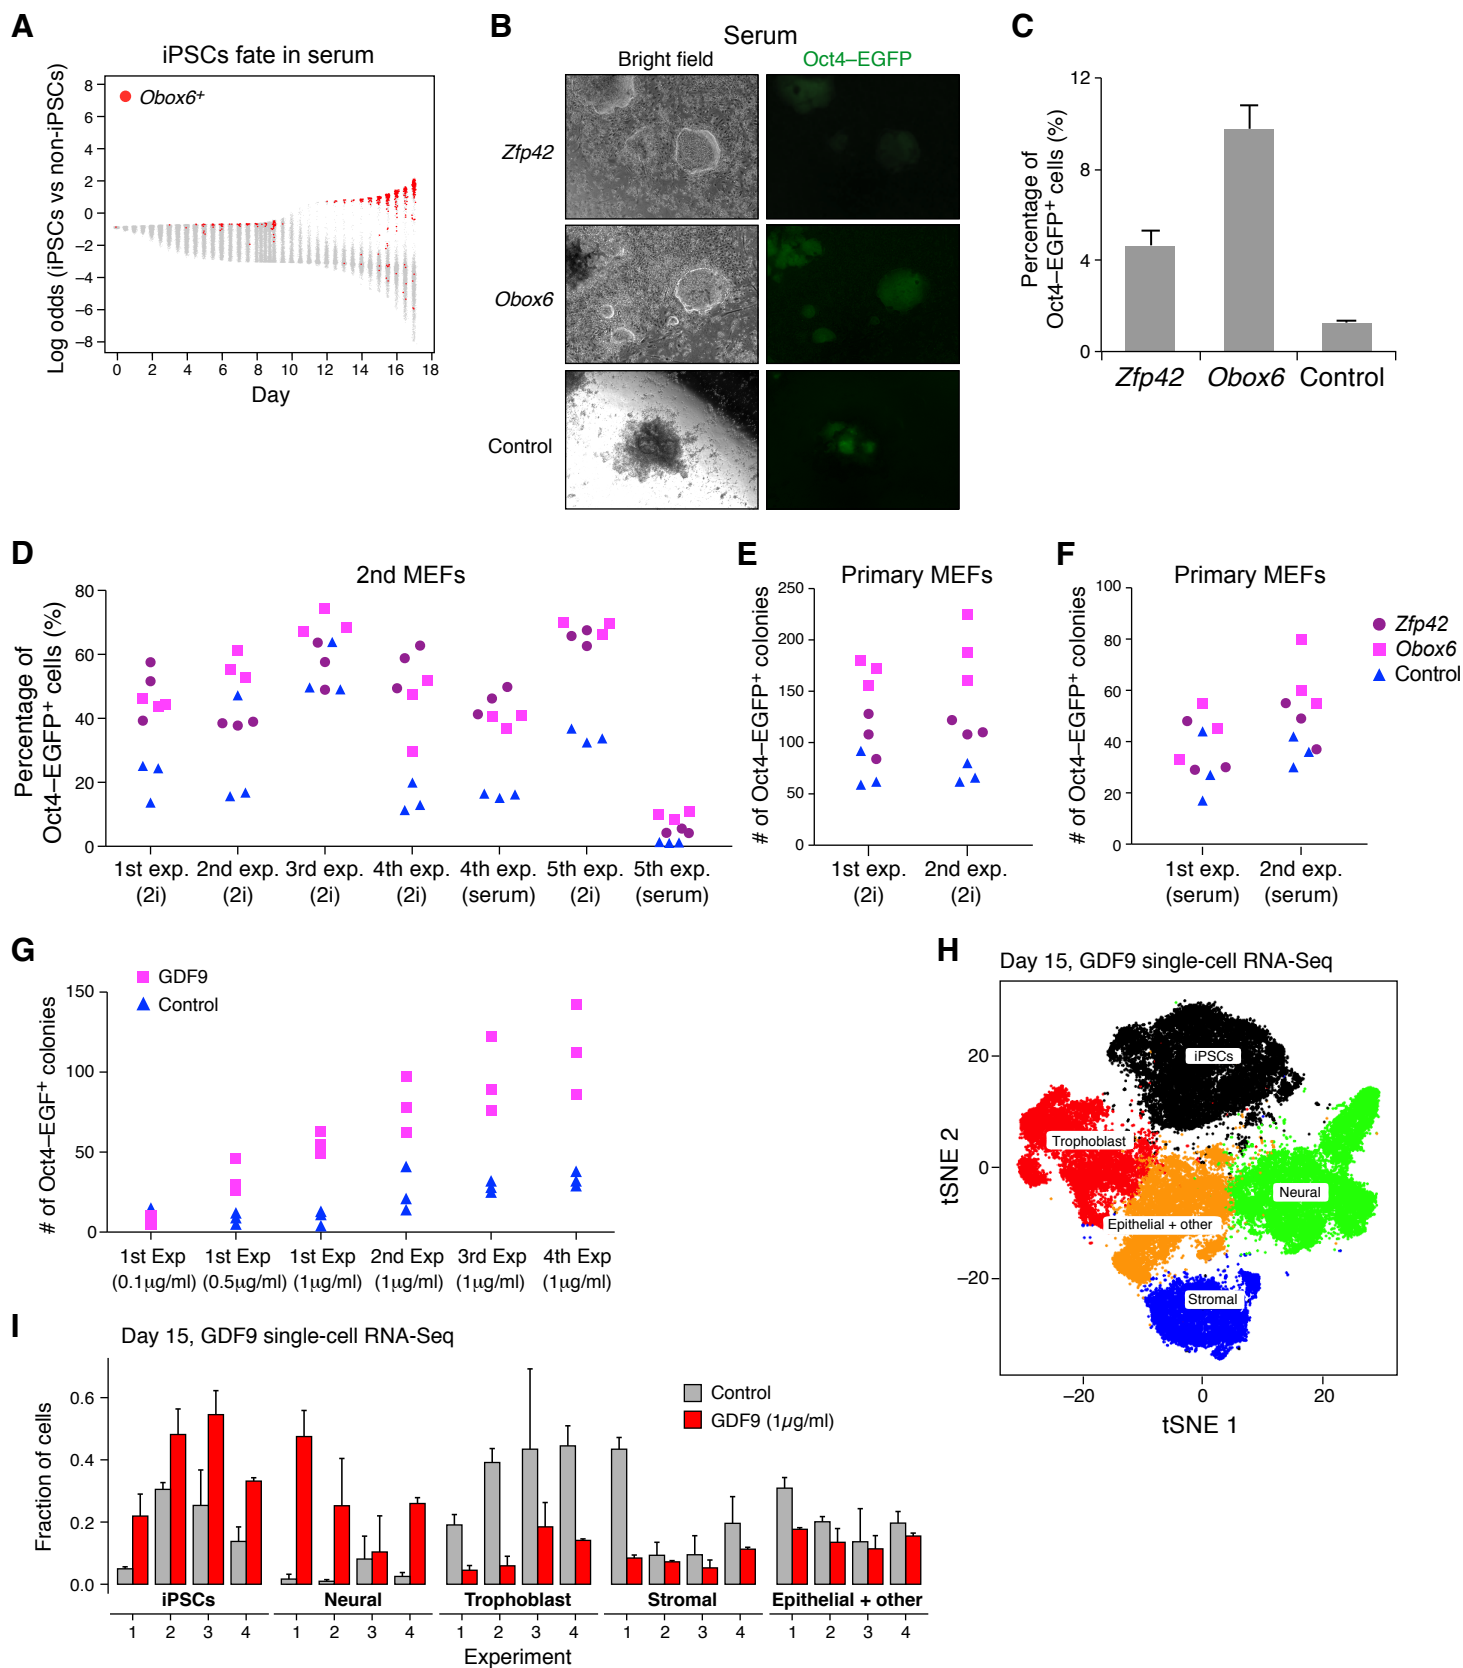 A
iPSCs fate in serum
Log odds (iPSCs vs non-iPSCs)
8
6
4
2
0
–2
–4
–6
–8
Obox6+
0 2 4 6 8 10 12 14 16 18
Day
B
Serum
Bright field Oct4–EGFP
Zfp42
Obox6
Control
C
Percentage of
Oct4–EGFP+ cells (%)
12
8
4
0
Zfp42 Obox6 Control
D
2nd MEFs
Percentage of
Oct4–EGFP+ cells (%)
80
60
40
20
0
1st exp. 2nd exp. 3rd exp. 4th exp. 4th exp. 5th exp. 5th exp.
(2i) (2i) (2i) (2i) (serum) (2i) (serum)
E
Primary MEFs
# of Oct4–EGFP+ colonies
250
200
150
100
50
0
1st exp. 2nd exp.
(2i) (2i)
F
Primary MEFs
# of Oct4–EGFP+ colonies
100
80
60
40
20
0
1st exp. 2nd exp.
(serum) (serum)
Zfp42
Obox6
Control
G
GDF9
Control
# of Oct4–EGF+ colonies
150
100
50
0
1st Exp 1st Exp 1st Exp 2nd Exp 3rd Exp 4th Exp
(0.1µg/ml) (0.5µg/ml) (1µg/ml) (1µg/ml) (1µg/ml) (1µg/ml)
H
Day 15, GDF9 single-cell RNA-Seq
tSNE 2
20
0
–20
iPSCs
Trophoblast
Neural
Epithelial + other
Stromal
–20 0 20
tSNE 1
I
Day 15, GDF9 single-cell RNA-Seq
Fraction of cells
0.6
0.4
0.2
0.0
Control
GDF9 (1µg/ml)
iPSCs Neural Trophoblast Stromal Epithelial + other
1 2 3 4 1 2 3 4 1 2 3 4 1 2 3 4 1 2 3 4
Experiment